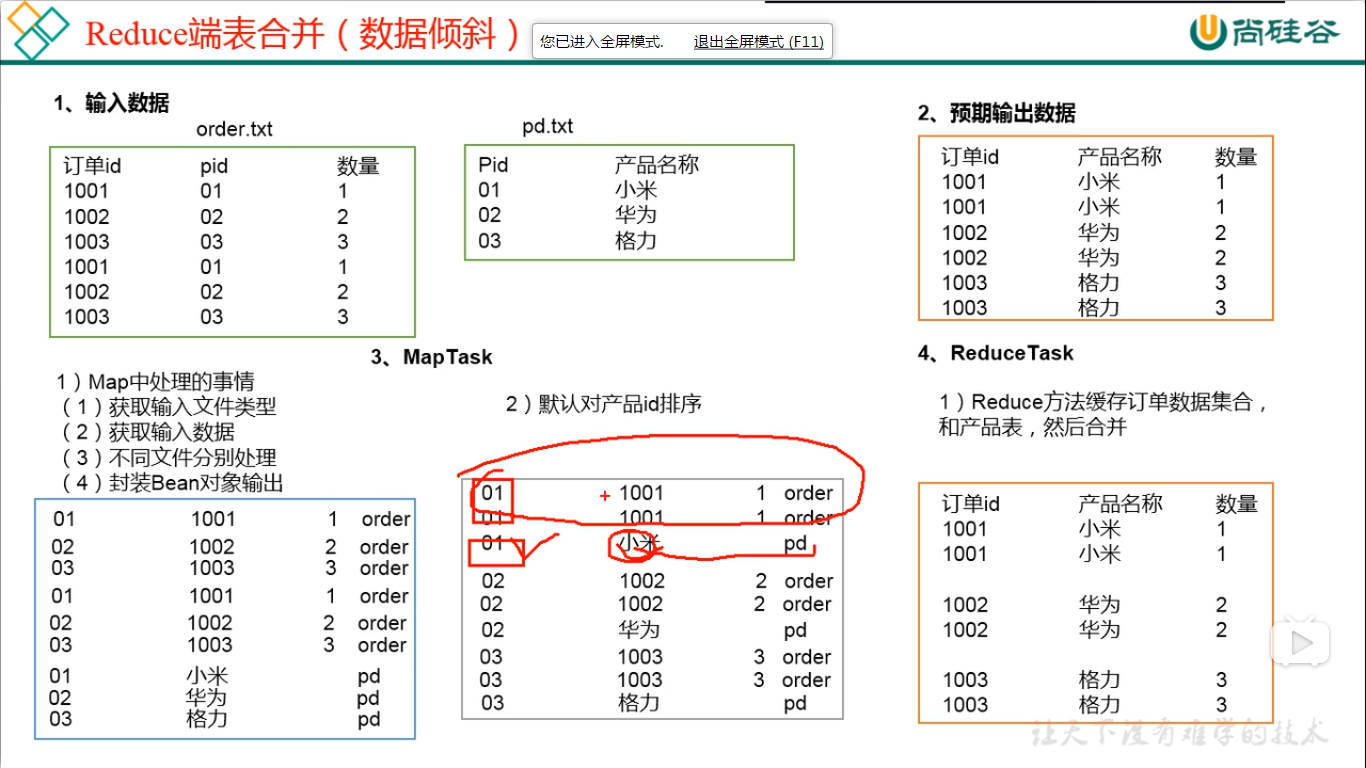 Reduce端表合并（数据倾斜）
您已进入全屏模式. 退出全屏模式 (F11)
尚硅谷
1、输入数据
order.txt
订单id pid 数量
1001 01 1
1002 02 2
1003 03 3
1001 01 1
1002 02 2
1003 03 3
pd.txt
Pid 产品名称
01 小米
02 华为
03 格力
2、预期输出数据
订单id 产品名称 数量
1001 小米 1
1001 小米 1
1002 华为 2
1002 华为 2
1003 格力 3
1003 格力 3
3、MapTask
1）Map中处理的事情
（1）获取输入文件类型
（2）获取输入数据
（3）不同文件分别处理
（4）封装Bean对象输出
01 1001 1 order
02 1002 2 order
03 1003 3 order
01 1001 1 order
02 1002 2 order
03 1003 3 order
01 小米 pd
02 华为 pd
03 格力 pd
2）默认对产品id排序
01 + 1001 1 order
01 1001 1 order
01 小米 pd
02 1002 2 order
02 1002 2 order
02 华为 pd
03 1003 3 order
03 1003 3 order
03 格力 pd
4、ReduceTask
1）Reduce方法缓存订单数据集合，
和产品表，然后合并
订单id 产品名称 数量
1001 小米 1
1001 小米 1
1002 华为 2
1002 华为 2
1003 格力 3
1003 格力 3
让天下没有难学的技术